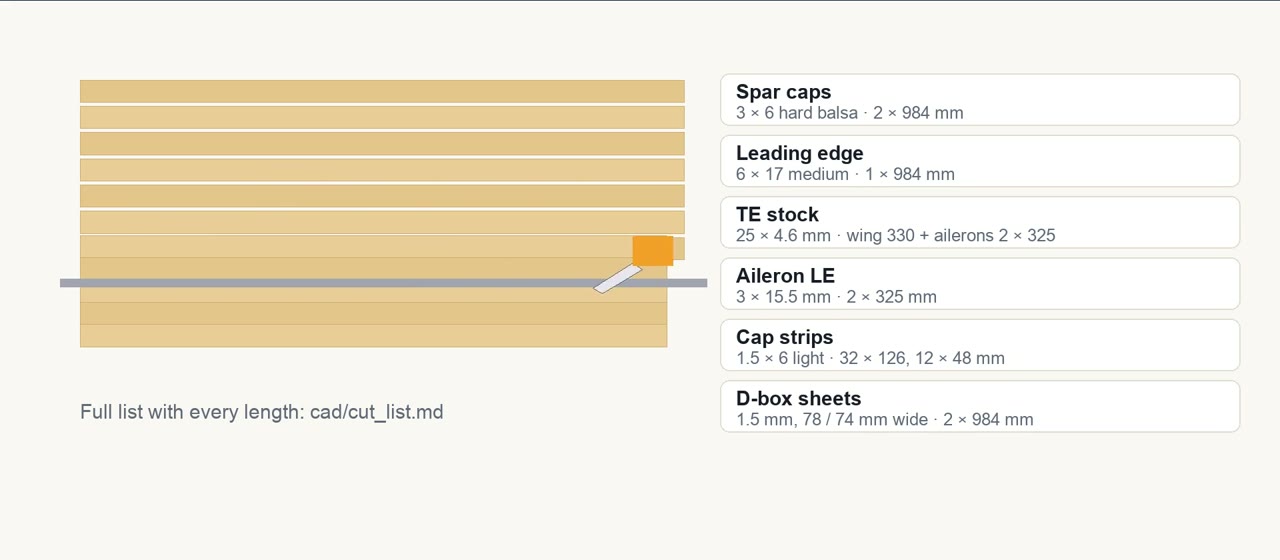 Spar caps
3 × 6 hard balsa · 2 × 984 mm
Leading edge
6 × 17 medium · 1 × 984 mm
TE stock
25 × 4.6 mm · wing 330 + ailerons 2 × 325
Aileron LE
3 × 15.5 mm · 2 × 325 mm
Cap strips
1.5 × 6 light · 32 × 126, 12 × 48 mm
D-box sheets
1.5 mm, 78 / 74 mm wide · 2 × 984 mm
Full list with every length: cad/cut_list.md